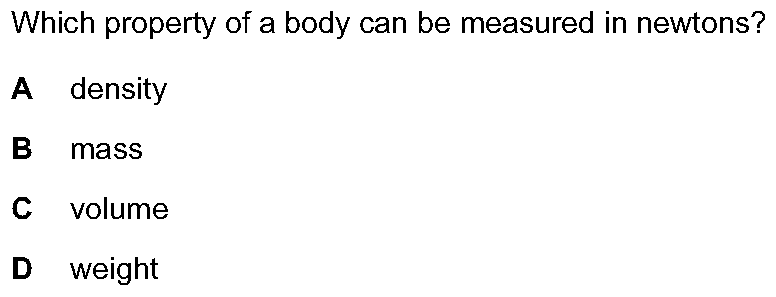 Which property of a body can be measured in newtons?
A density
B mass
C volume
D weight